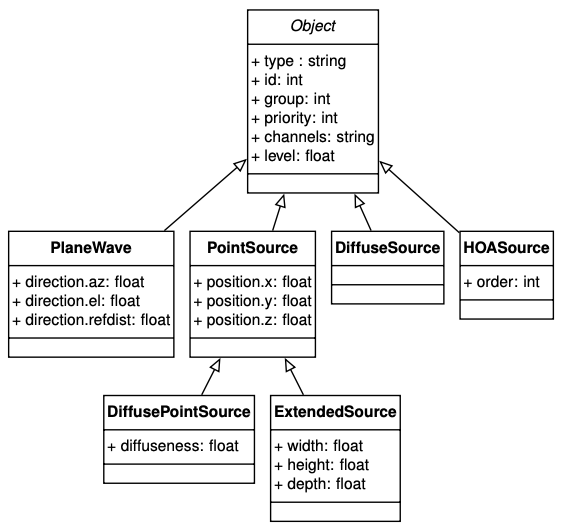 Object
+ type : string
+ id: int
+ group: int
+ priority: int
+ channels: string
+ level: float
PlaneWave
+ direction.az: float
+ direction.el: float
+ direction.refdist: float
PointSource
+ position.x: float
+ position.y: float
+ position.z: float
DiffuseSource
HOASource
+ order: int
DiffusePointSource
+ diffuseness: float
ExtendedSource
+ width: float
+ height: float
+ depth: float